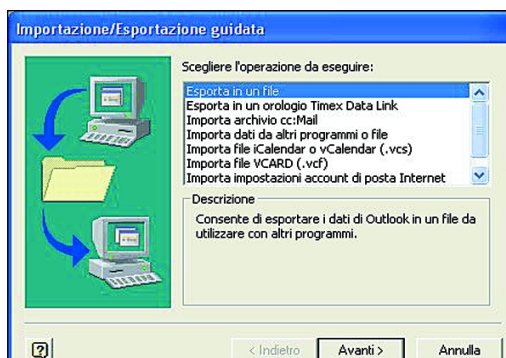 Importazione/Esportazione guidata
Scegliere l'operazione da eseguire:
Esporta in un file
Esporta in un orologio Timex Data Link
Importa archivio cc:Mail
Importa dati da altri programmi o file
Importa file iCalendar o vCalendar (.vcs)
Importa file VCARD (.vcf)
Importa impostazioni account di posta Internet
Descrizione
Consente di esportare i dati di Outlook in un file da
utilizzare con altri programmi.
?
< Indietro
Avanti >
Annulla